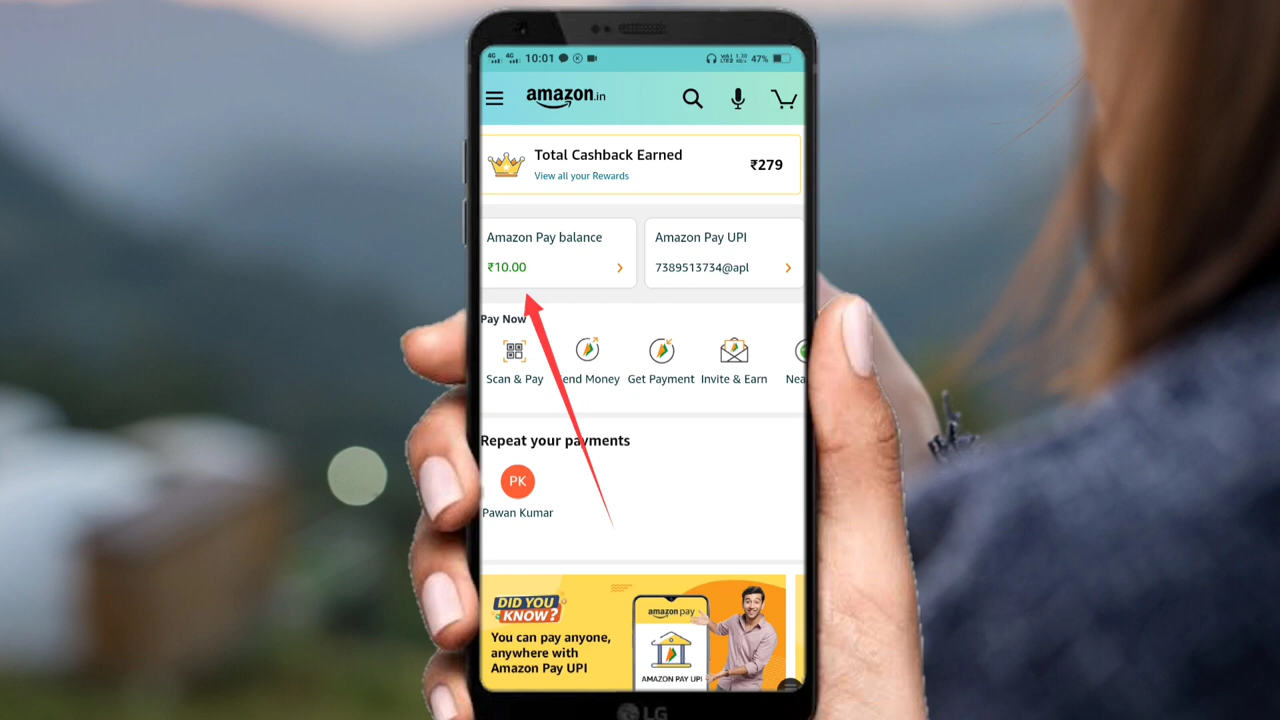 4G 4G 10:01 47%
amazon.in
Total Cashback Earned
View all your Rewards
₹279
Amazon Pay balance
₹10.00
Amazon Pay UPI
7389513734@apl
Pay Now
Scan & Pay
end Money
Get Payment
Invite & Earn
Nea
Repeat your payments
PK
Pawan Kumar
DID YOU
KNOW?
You can pay anyone,
anywhere with
Amazon Pay UPI
amazon pay
AMAZON PAY UPI
LG